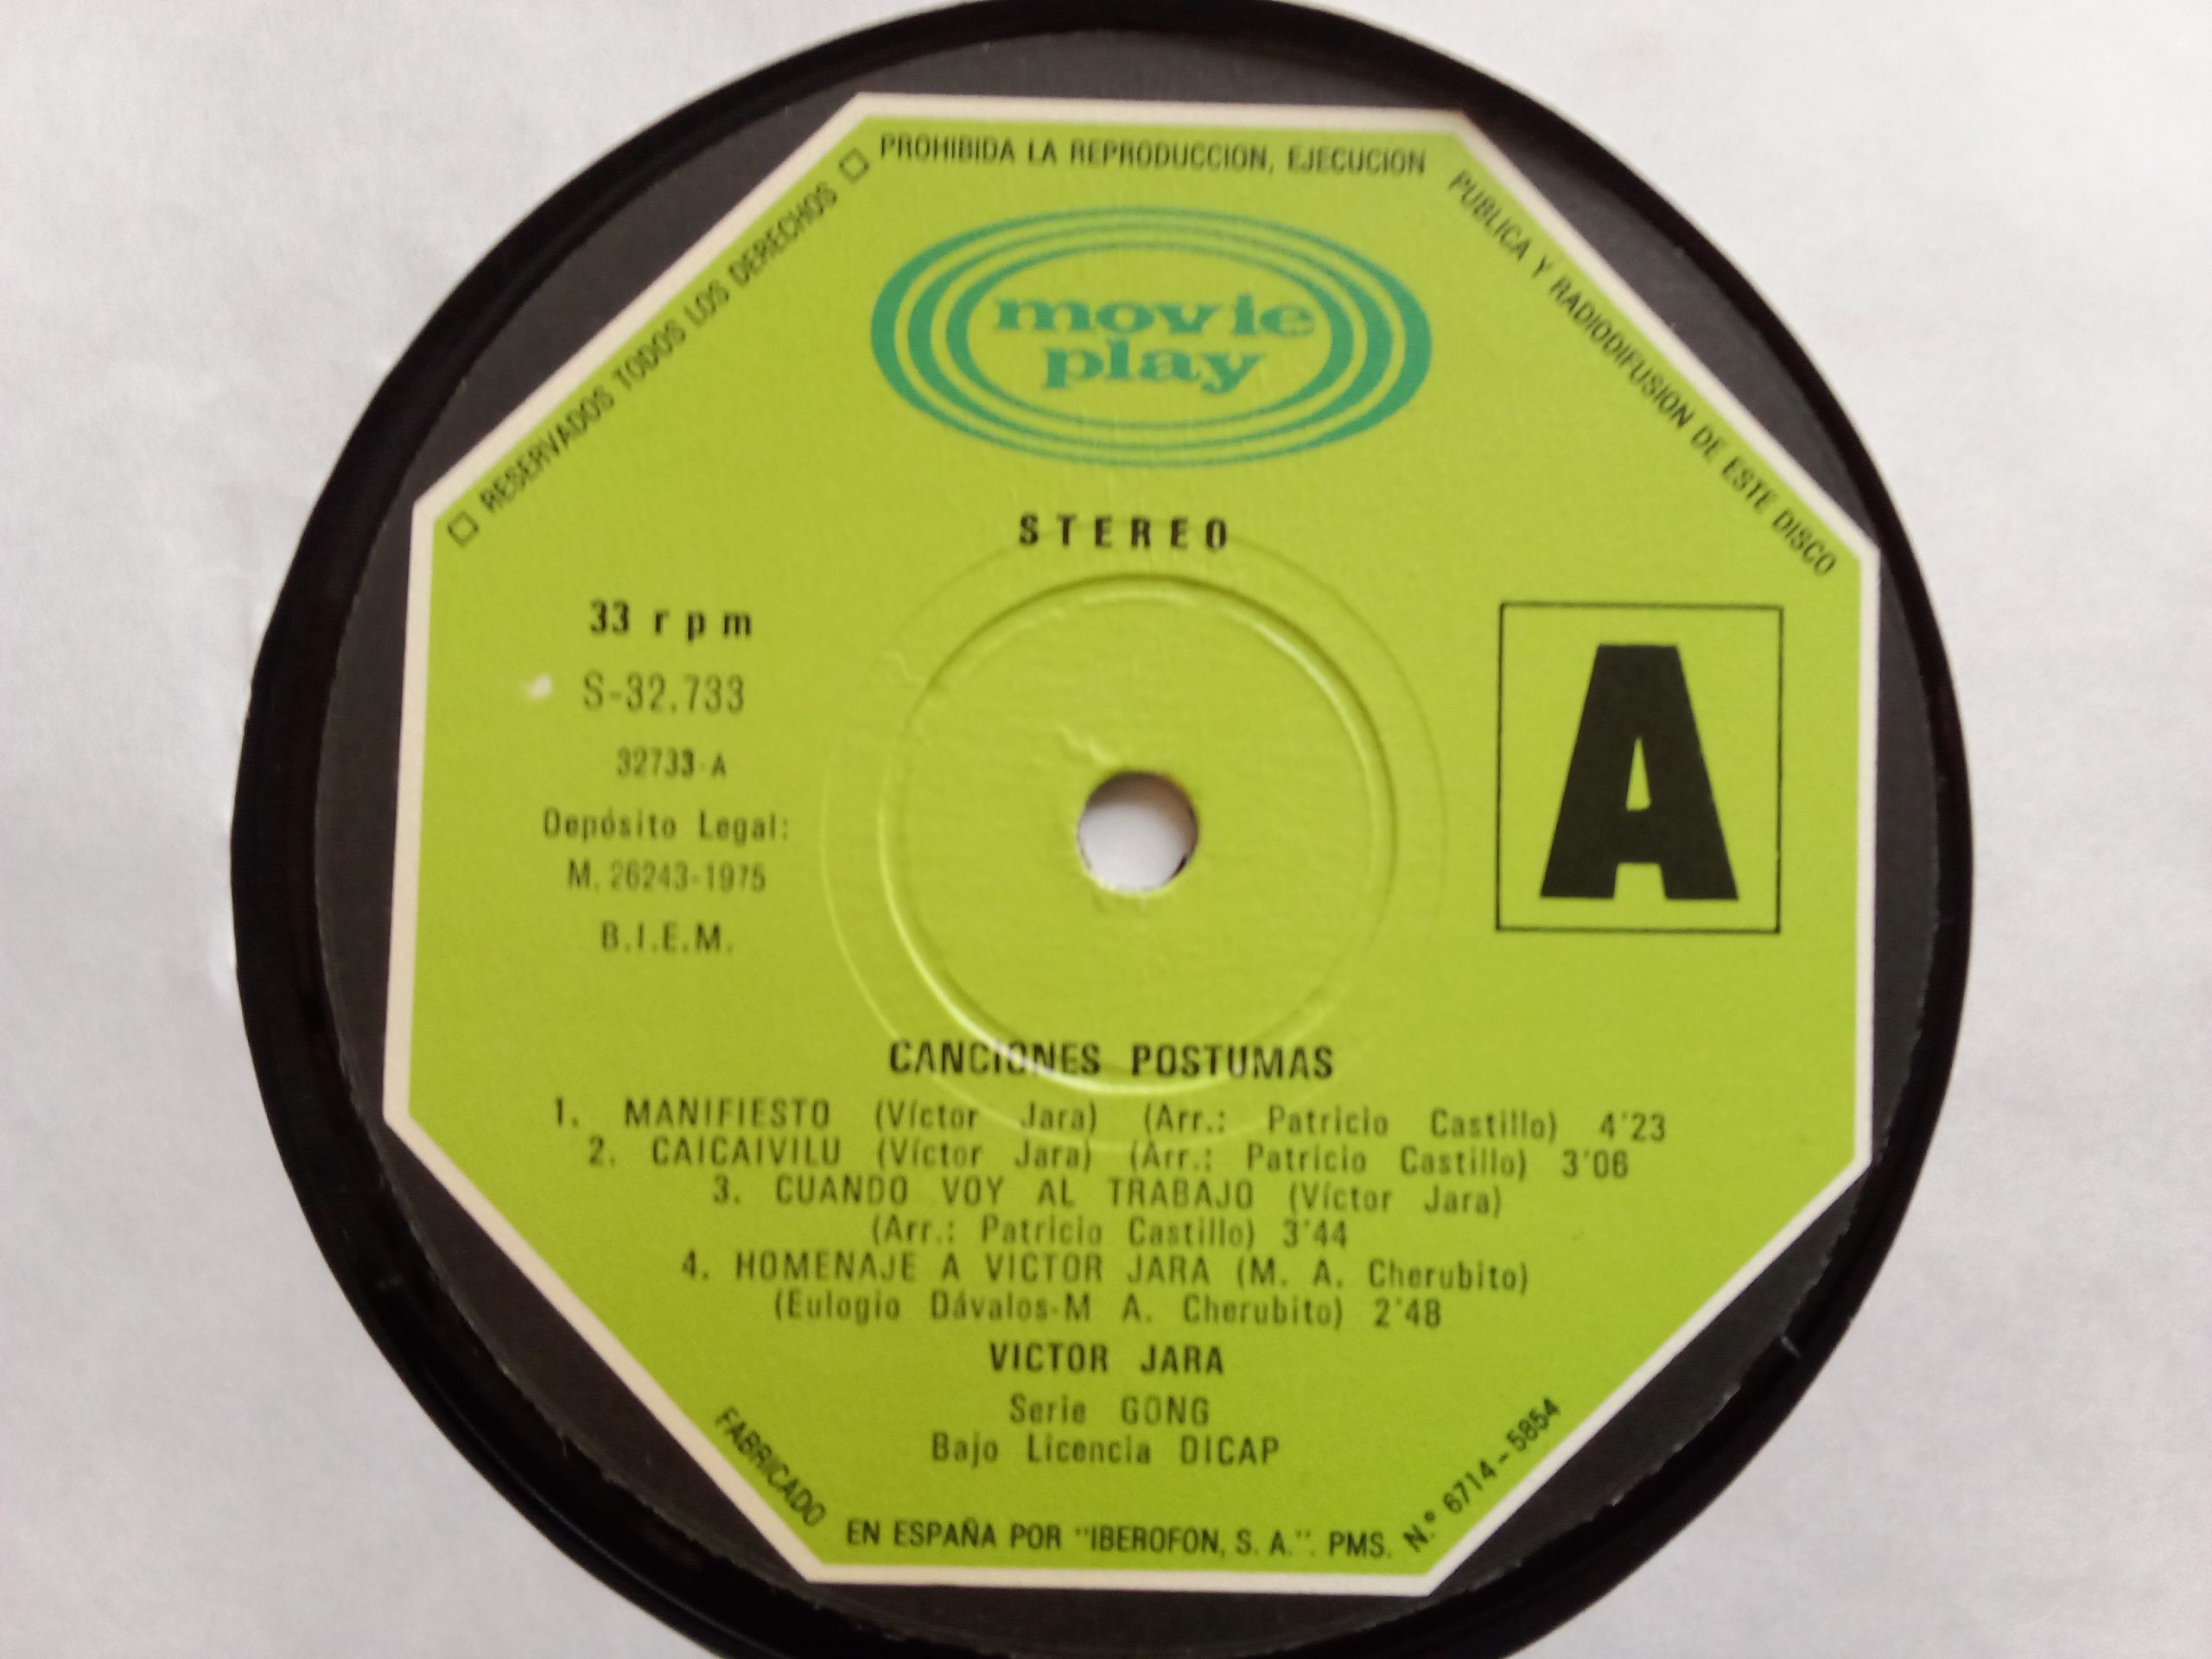 □ RESERVADOS TODOS LOS DERECHOS □
PROHIBIDA LA REPRODUCCION, EJECUCION
PUBLICA Y RADIODIFUSION DE ESTE DISCO
movie
play
STEREO
33 rpm
S-32.733
32733-A
Depósito Legal:
M. 26243-1975
B.I.E.M.
A
CANCIONES POSTUMAS
1. MANIFIESTO (Víctor Jara) (Arr.: Patricio Castillo) 4'23
2. CAICAIVILU (Víctor Jara) (Arr.: Patricio Castillo) 3'06
3. CUANDO VOY AL TRABAJO (Víctor Jara)
(Arr.: Patricio Castillo) 3'44
4. HOMENAJE A VICTOR JARA (M. A. Cherubito)
(Eulogio Dávalos-M A. Cherubito) 2'48
VICTOR JARA
Serie GONG
Bajo Licencia DICAP
FABRICADO
EN ESPAÑA POR "IBEROFON, S. A.". PMS.
N.° 6714-5854